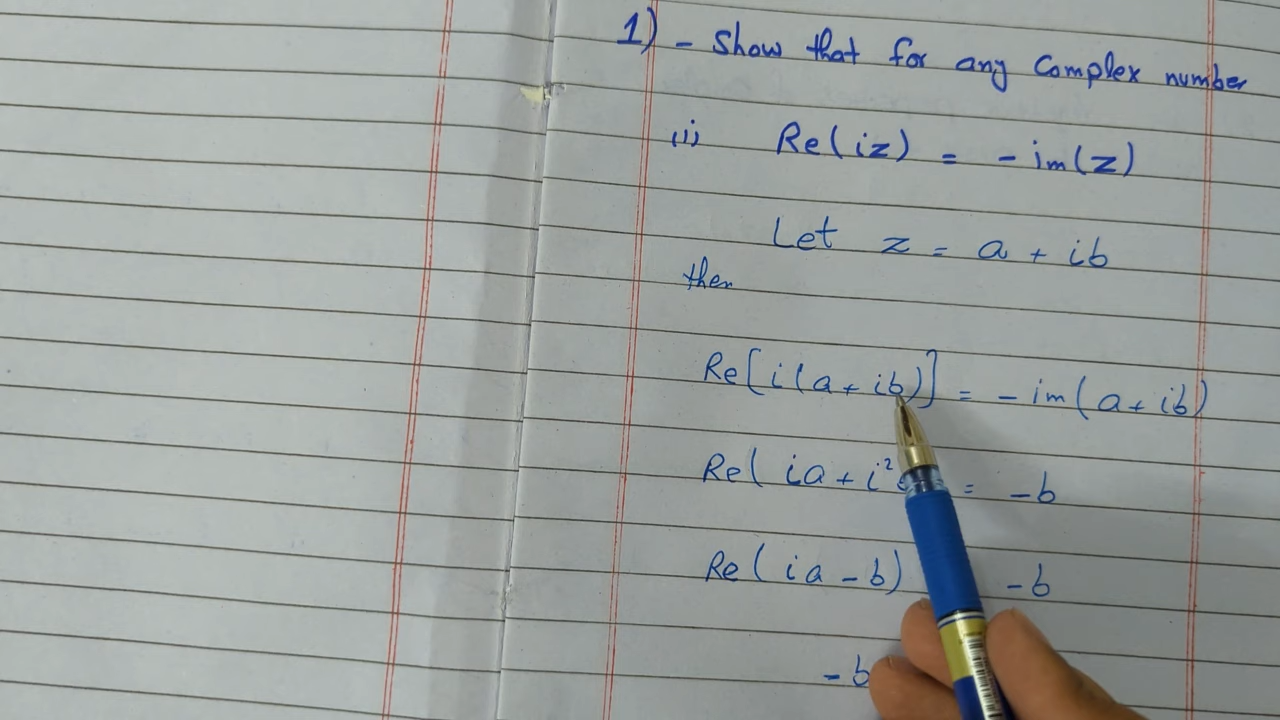 1) - Show that for any complex number
(i) Re(iz) = -im(z)
Let z = a + ib
then
Re[i(a+ib)] = -im(a+ib)
Re( ia + i² = -b
Re( ia - b) -b
-b